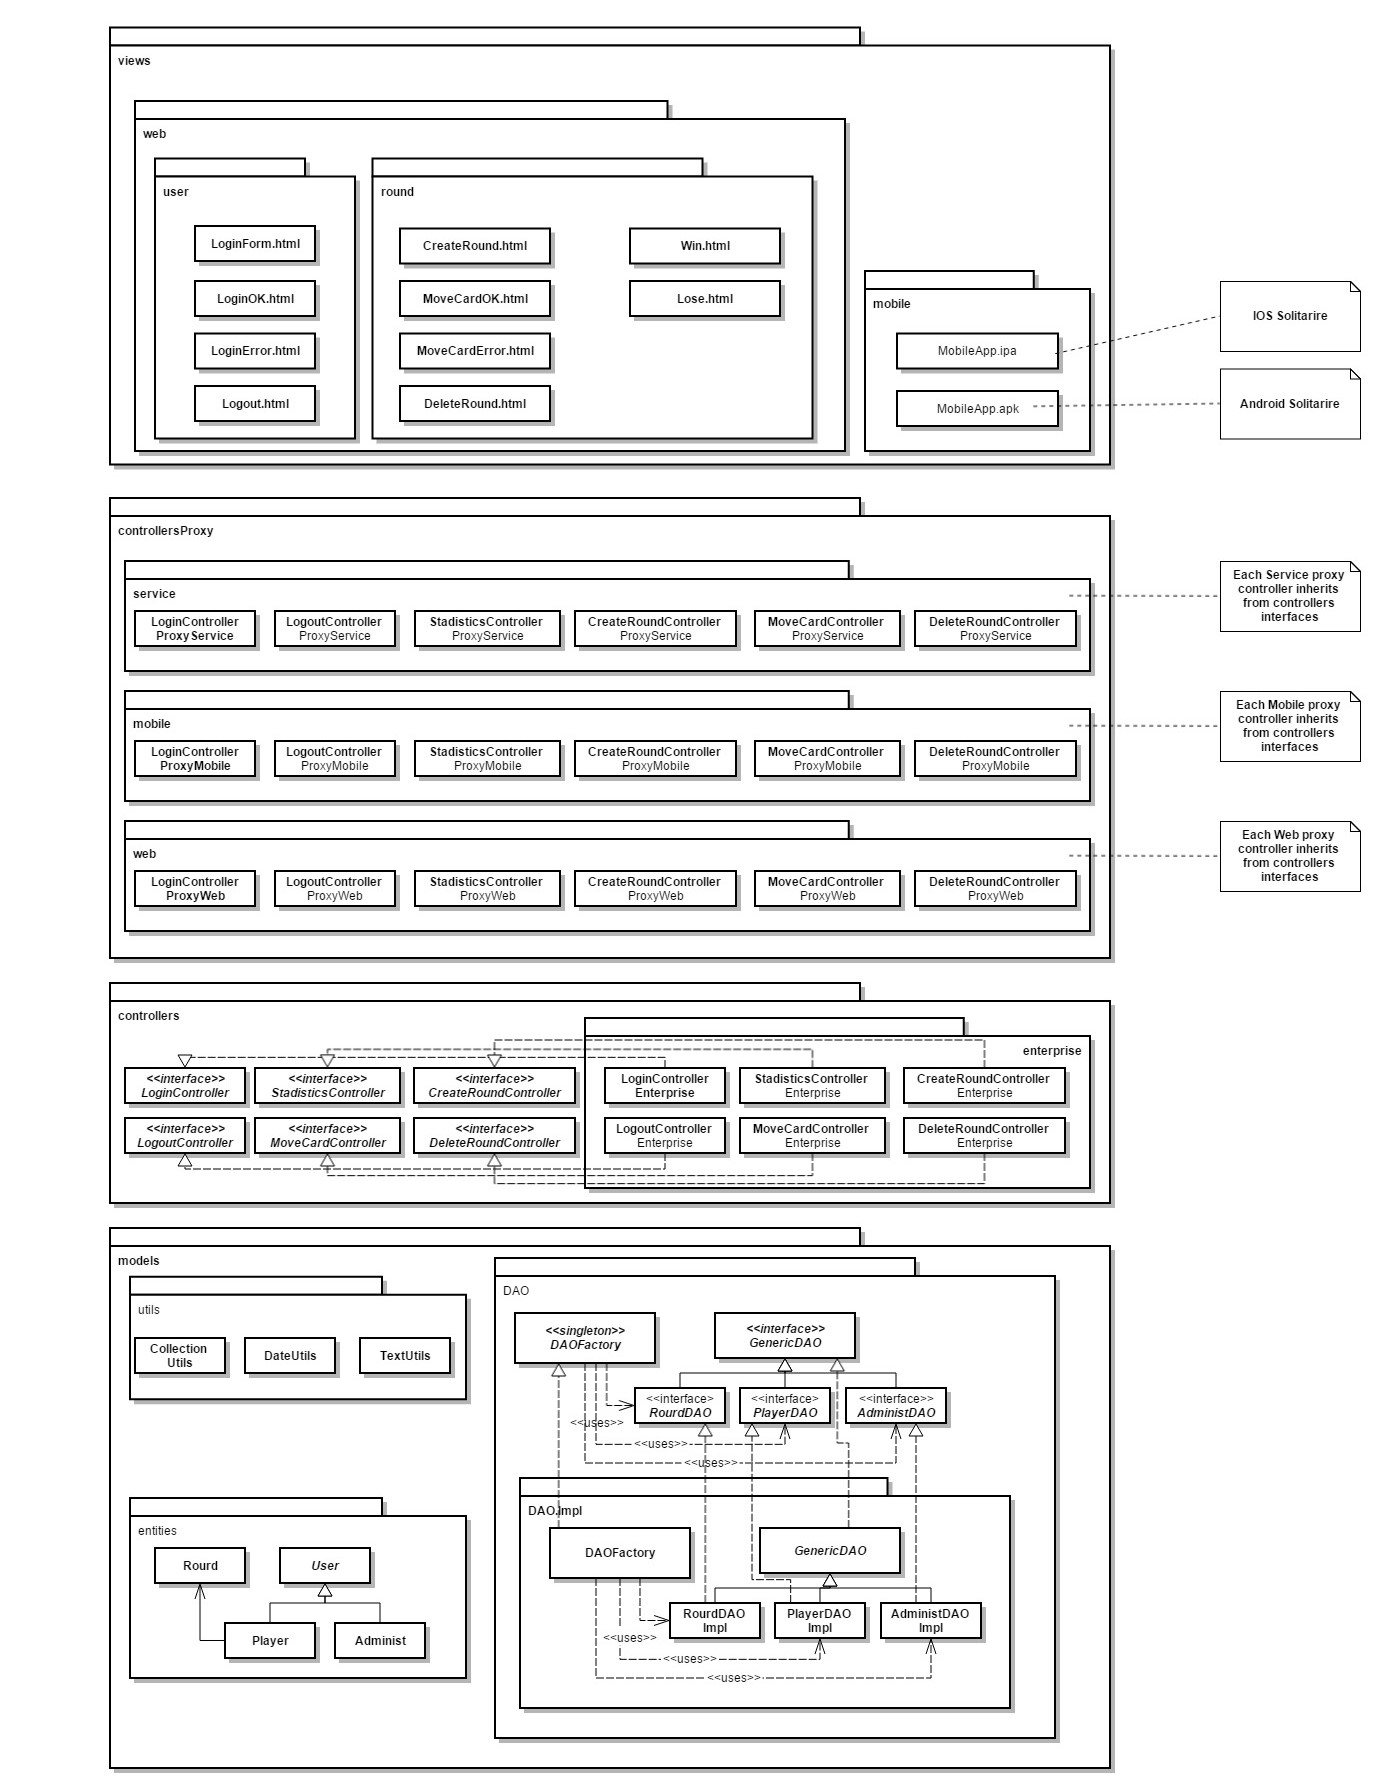 views
web
user
LoginForm.html
LoginOK.html
LoginError.html
Logout.html
round
CreateRound.html
MoveCardOK.html
MoveCardError.html
DeleteRound.html
Win.html
Lose.html
mobile
MobileApp.ipa
MobileApp.apk
IOS Solitarire
Android Solitarire
controllersProxy
service
LoginController
ProxyService
LogoutController
ProxyService
StadisticsController
ProxyService
CreateRoundController
ProxyService
MoveCardController
ProxyService
DeleteRoundController
ProxyService
Each Service proxy
controller inherits
from controllers
interfaces
mobile
LoginController
ProxyMobile
LogoutController
ProxyMobile
StadisticsController
ProxyMobile
CreateRoundController
ProxyMobile
MoveCardController
ProxyMobile
DeleteRoundController
ProxyMobile
Each Mobile proxy
controller inherits
from controllers
interfaces
web
LoginController
ProxyWeb
LogoutController
ProxyWeb
StadisticsController
ProxyWeb
CreateRoundController
ProxyWeb
MoveCardController
ProxyWeb
DeleteRoundController
ProxyWeb
Each Web proxy
controller inherits
from controllers
interfaces
controllers
<<interface>>
LoginController
<<interface>>
StadisticsController
<<interface>>
CreateRoundController
<<interface>>
LogoutController
<<interface>>
MoveCardController
<<interface>>
DeleteRoundController
enterprise
LoginController
Enterprise
StadisticsController
Enterprise
CreateRoundController
Enterprise
LogoutController
Enterprise
MoveCardController
Enterprise
DeleteRoundController
Enterprise
models
utils
Collection
Utils
DateUtils
TextUtils
entities
Rourd
User
Player
Administ
DAO
<<singleton>>
DAOFactory
<<interface>>
GenericDAO
<<interface>
RourdDAO
<<interface>
PlayerDAO
<<interface>>
AdministDAO
<<uses>>
<<uses>>
<<uses>>
DAO.Impl
DAOFactory
GenericDAO
RourdDAO
Impl
PlayerDAO
Impl
AdministDAO
Impl
<<uses>>
<<uses>>
<<uses>>